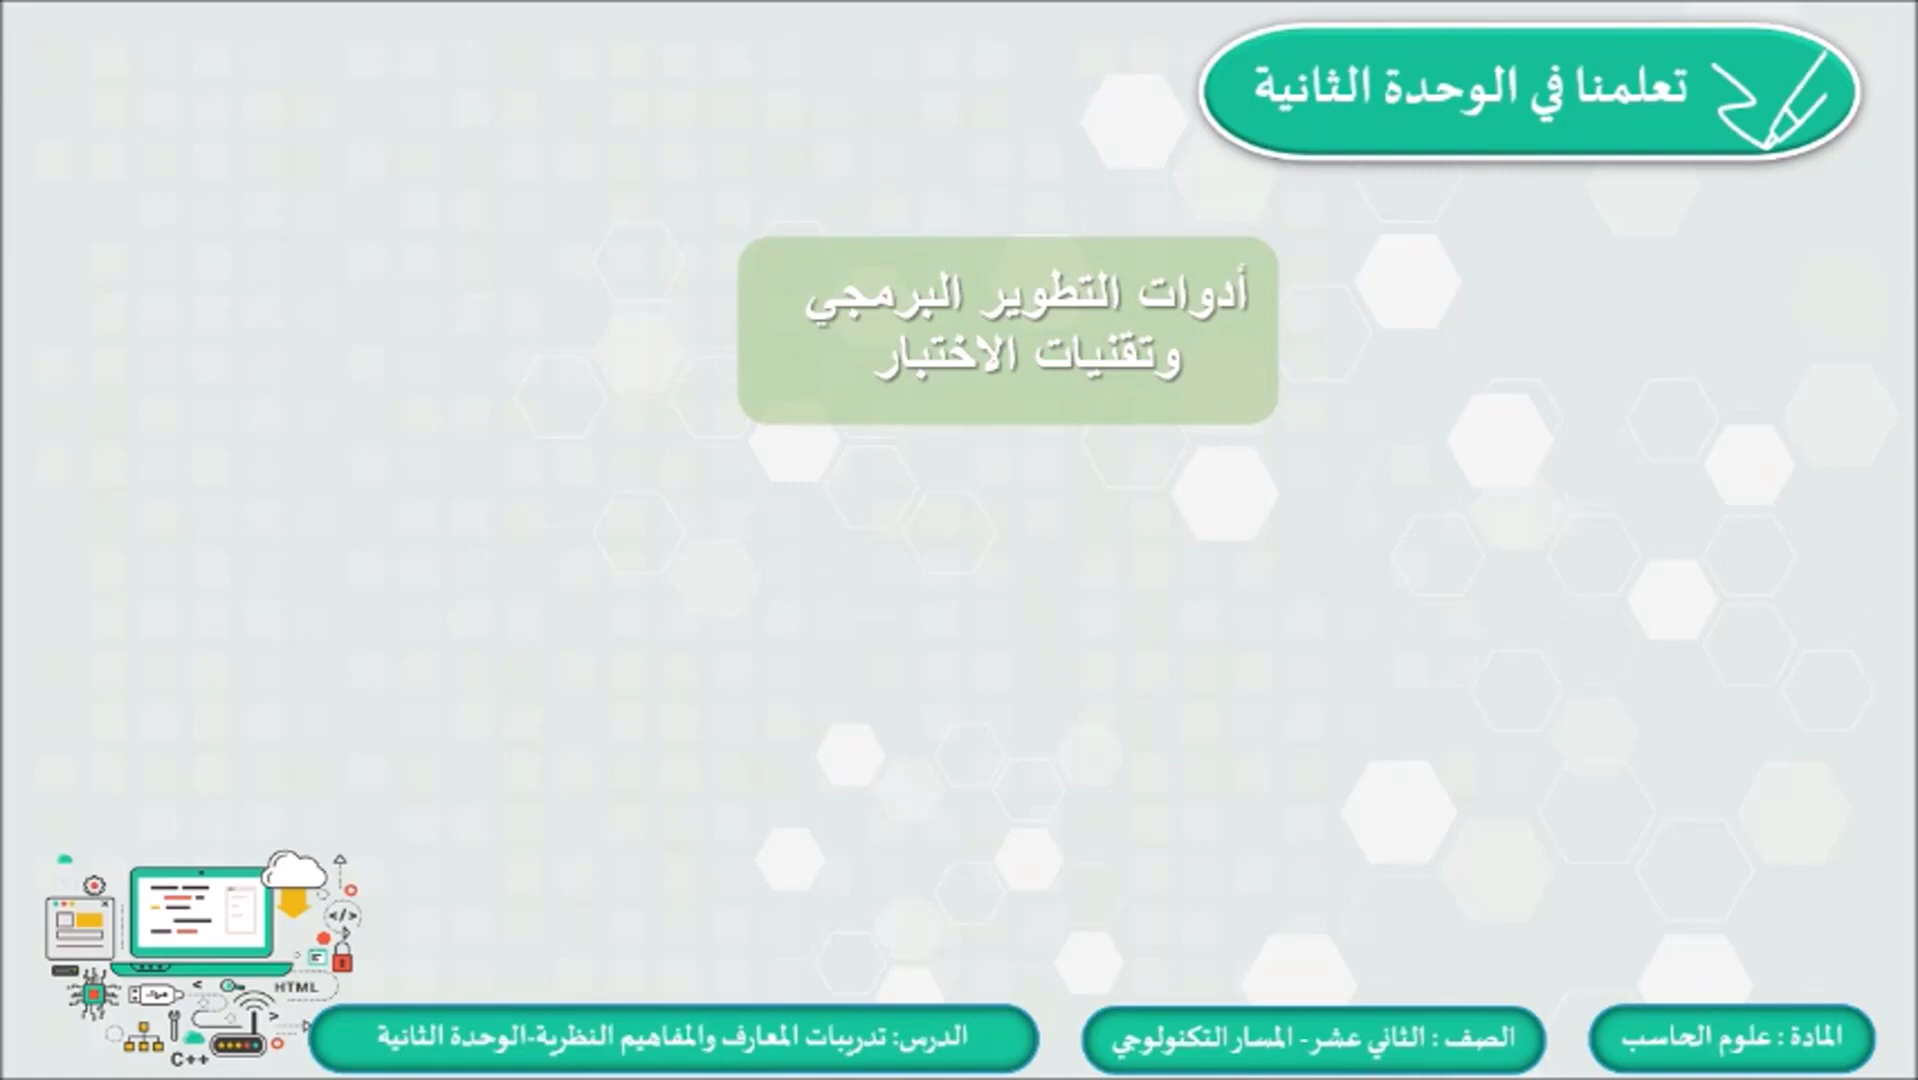 تعلمنا في الوحدة الثانية
أدوات التطوير البرمجي
وتقنيات الاختبار
</>
HTML
C++
المادة : علوم الحاسب
الصف : الثاني عشر- المسار التكنولوجي
الدرس: تدريبات المعارف والمفاهيم النظرية-الوحدة الثانية